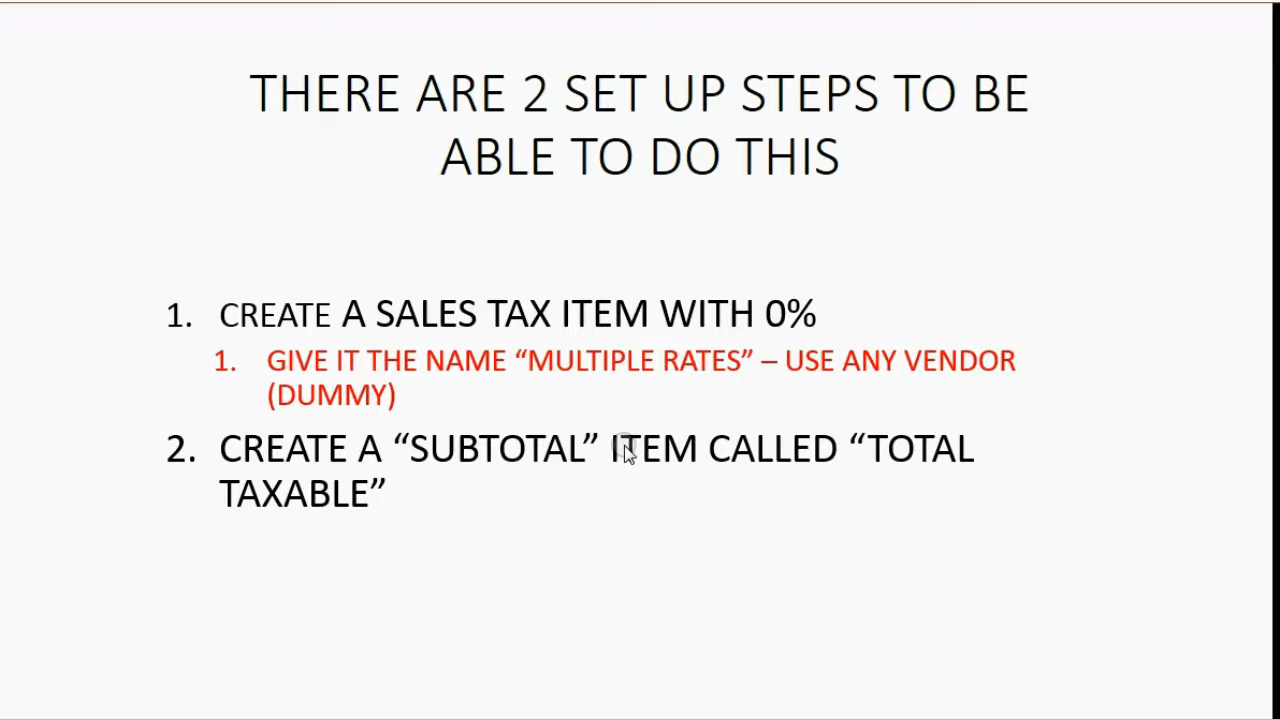 THERE ARE 2 SET UP STEPS TO BE
ABLE TO DO THIS
1. CREATE A SALES TAX ITEM WITH 0%
1. GIVE IT THE NAME “MULTIPLE RATES” – USE ANY VENDOR
(DUMMY)
2. CREATE A “SUBTOTAL” ITEM CALLED “TOTAL
TAXABLE”